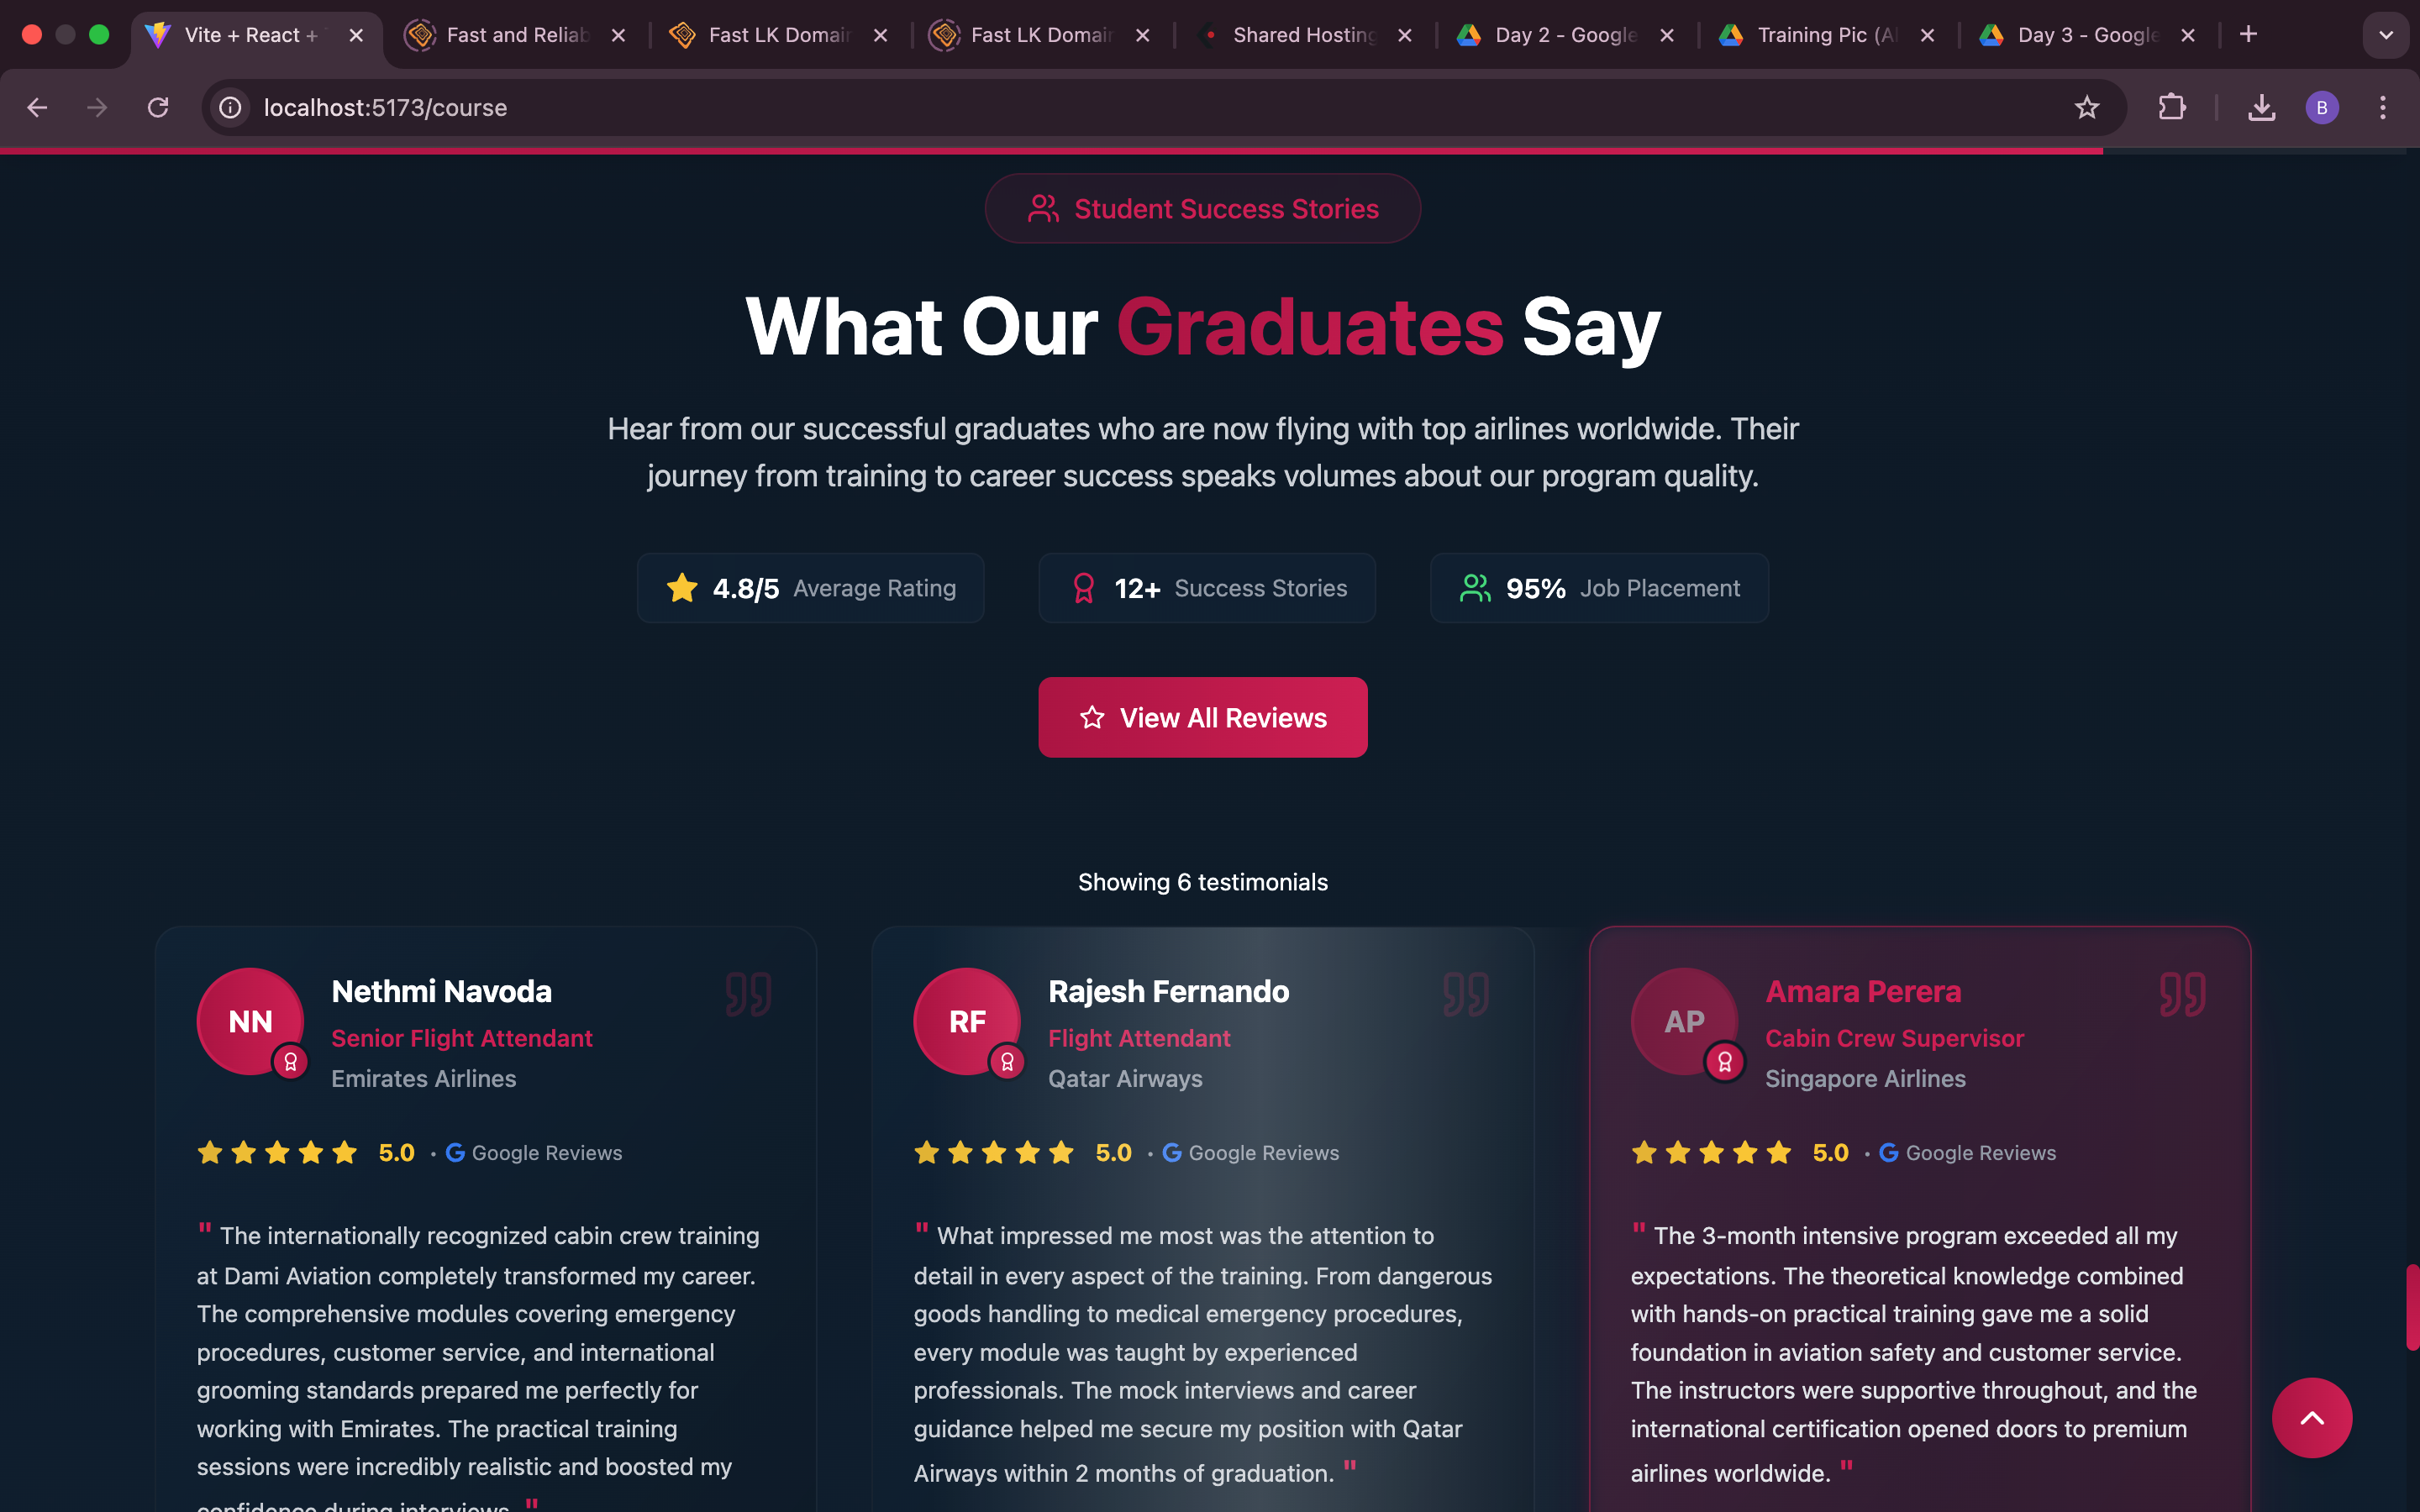 Vite + React +
Fast and Reliab
Fast LK Domain
Fast LK Domain
Shared Hosting
Day 2 - Google
Training Pic (Al
Day 3 - Google
localhost:5173/course
B
Student Success Stories
What Our Graduates Say
Hear from our successful graduates who are now flying with top airlines worldwide. Their
journey from training to career success speaks volumes about our program quality.
4.8/5 Average Rating
12+ Success Stories
95% Job Placement
View All Reviews
Showing 6 testimonials
NN
Nethmi Navoda
Senior Flight Attendant
Emirates Airlines
5.0 • Google Reviews
" The internationally recognized cabin crew training
at Dami Aviation completely transformed my career.
The comprehensive modules covering emergency
procedures, customer service, and international
grooming standards prepared me perfectly for
working with Emirates. The practical training
sessions were incredibly realistic and boosted my
confidence during interviews. "
RF
Rajesh Fernando
Flight Attendant
Qatar Airways
5.0 • Google Reviews
" What impressed me most was the attention to
detail in every aspect of the training. From dangerous
goods handling to medical emergency procedures,
every module was taught by experienced
professionals. The mock interviews and career
guidance helped me secure my position with Qatar
Airways within 2 months of graduation. "
AP
Amara Perera
Cabin Crew Supervisor
Singapore Airlines
5.0 • Google Reviews
" The 3-month intensive program exceeded all my
expectations. The theoretical knowledge combined
with hands-on practical training gave me a solid
foundation in aviation safety and customer service.
The instructors were supportive throughout, and the
international certification opened doors to premium
airlines worldwide. "